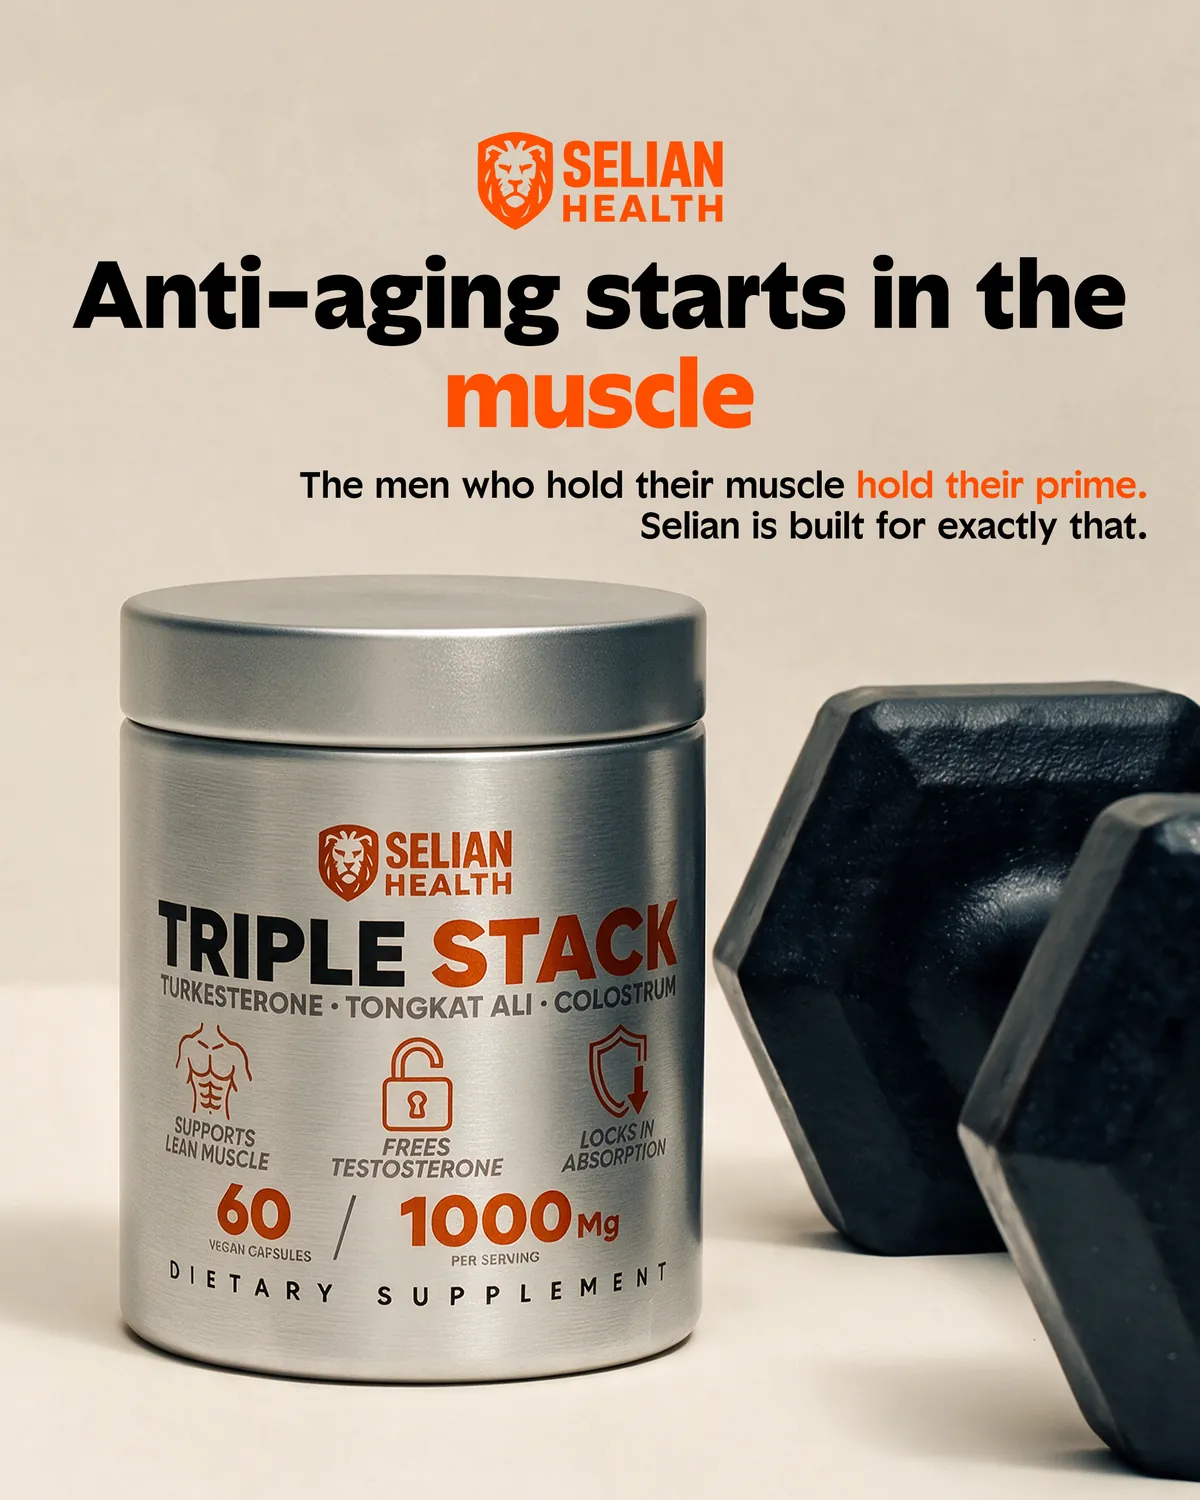 SELIAN
HEALTH
Anti-aging starts in the
muscle
The men who hold their muscle hold their prime.
Selian is built for exactly that.
SELIAN
HEALTH
TRIPLE STACK
TURKESTERONE · TONGKAT ALI · COLOSTRUM
SUPPORTS
LEAN MUSCLE
FREES
TESTOSTERONE
LOCKS IN
ABSORPTION
60
VEGAN CAPSULES
/
1000 Mg
PER SERVING
DIETARY SUPPLEMENT